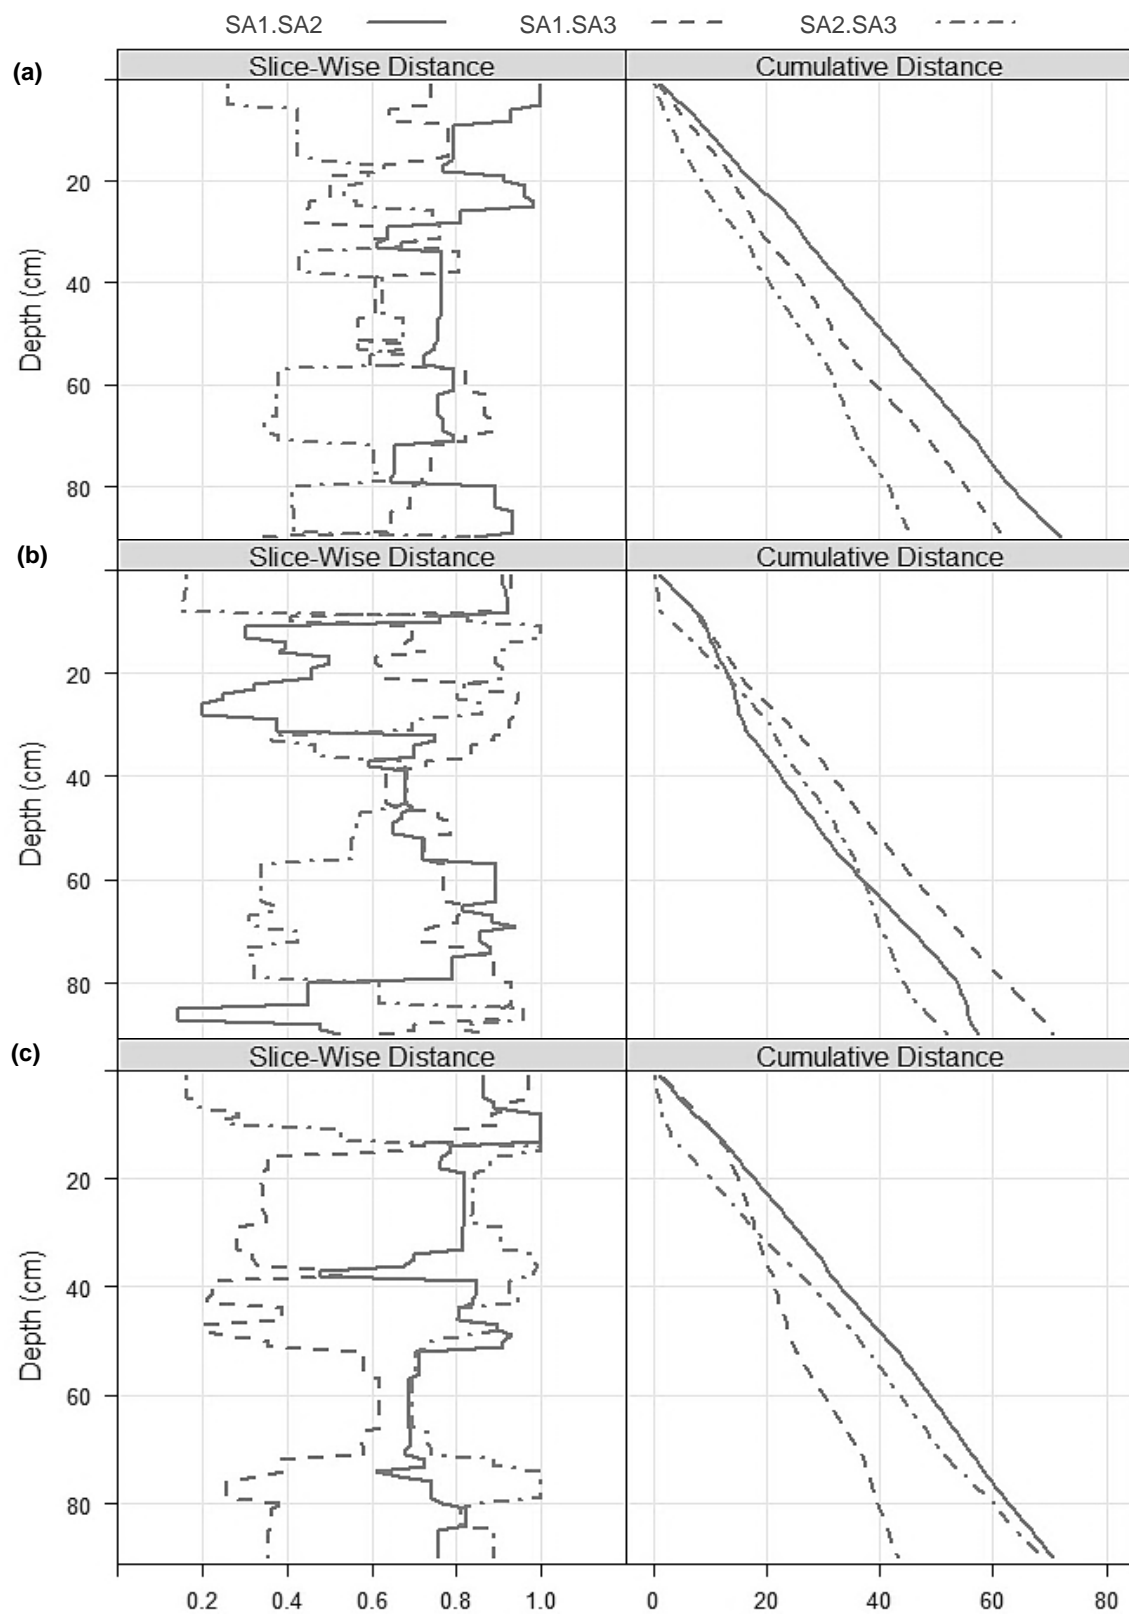 SA1.SA2 SA1.SA3 SA2.SA3
(a)
Slice-Wise Distance Cumulative Distance
20
40
60
80
Depth (cm)
(b)
Slice-Wise Distance Cumulative Distance
20
40
60
80
Depth (cm)
(c)
Slice-Wise Distance Cumulative Distance
20
40
60
80
Depth (cm)
0.2 0.4 0.6 0.8 1.0 0 20 40 60 80